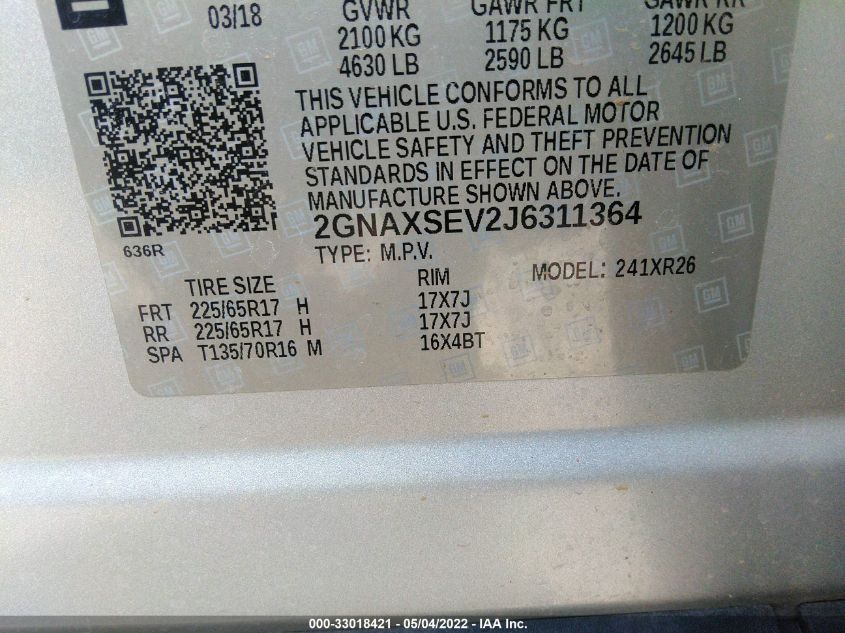 03/18 GVWR GAWR FRT GAWR RR
2100 KG 1175 KG 1200 KG
4630 LB 2590 LB 2645 LB
THIS VEHICLE CONFORMS TO ALL
APPLICABLE U.S. FEDERAL MOTOR
VEHICLE SAFETY AND THEFT PREVENTION
STANDARDS IN EFFECT ON THE DATE OF
MANUFACTURE SHOWN ABOVE.
2GNAXSEV2J6311364
636R TYPE: M.P.V.
TIRE SIZE RIM MODEL: 241XR26
FRT 225/65R17 H 17X7J
RR 225/65R17 H 17X7J
SPA T135/70R16 M 16X4BT
GM
000-33018421 - 05/04/2022 - IAA Inc.